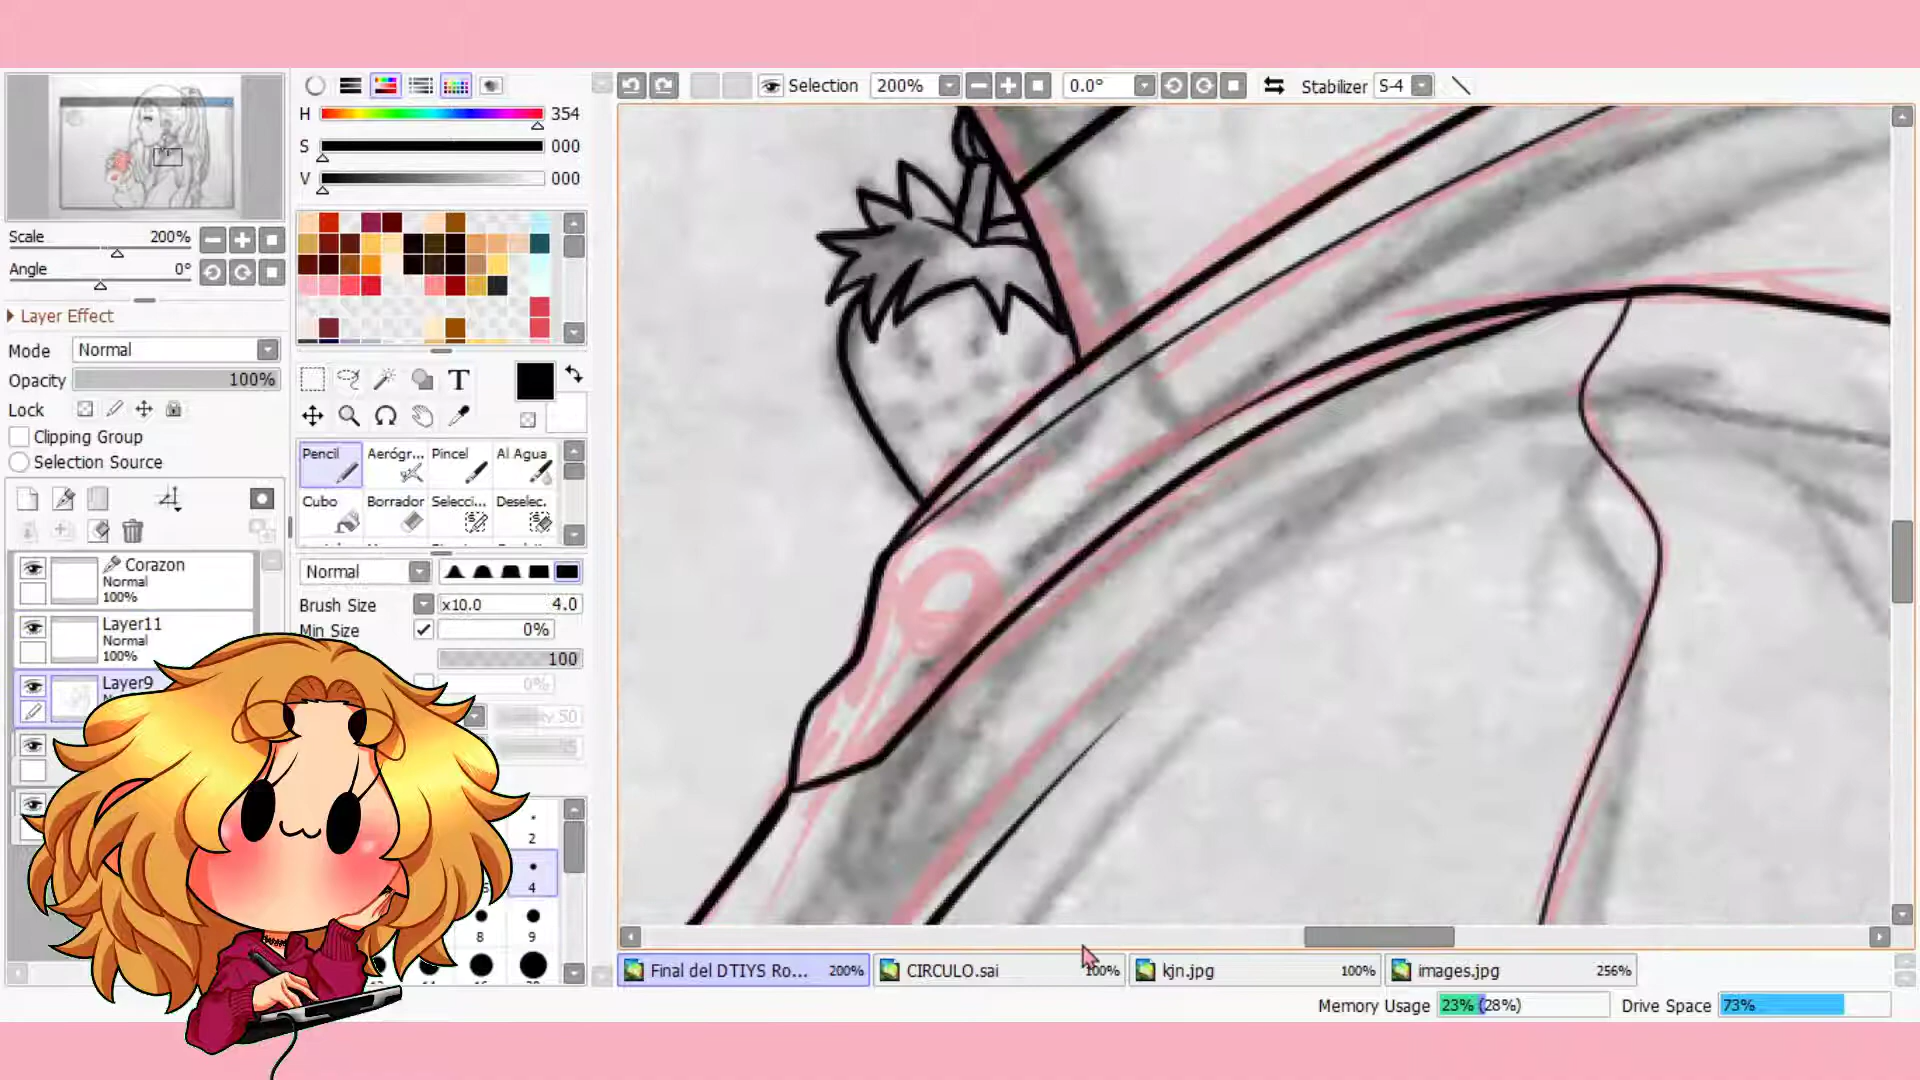 Selection 200% 0.0° Stabilizer S-4
H 354
S 000
V 000
Scale 200%
Angle 0°
Layer Effect
Mode Normal
Opacity 100%
Lock
Clipping Group
Selection Source
T
Pencil Aerógr... Pincel Al Agua
Cubo Borrador Selecci... Deselec.
Corazon
Normal
100%
Layer11
Normal
100%
Layer9
Normal
Brush Size x10.0 4.0
Min Size 0%
100
0%
50
2
4
8 9
Final del DTIYS Ro... 200% CIRCULO.sai 100% kjn.jpg 100% images.jpg 256%
Memory Usage 23% (28%) Drive Space 73%